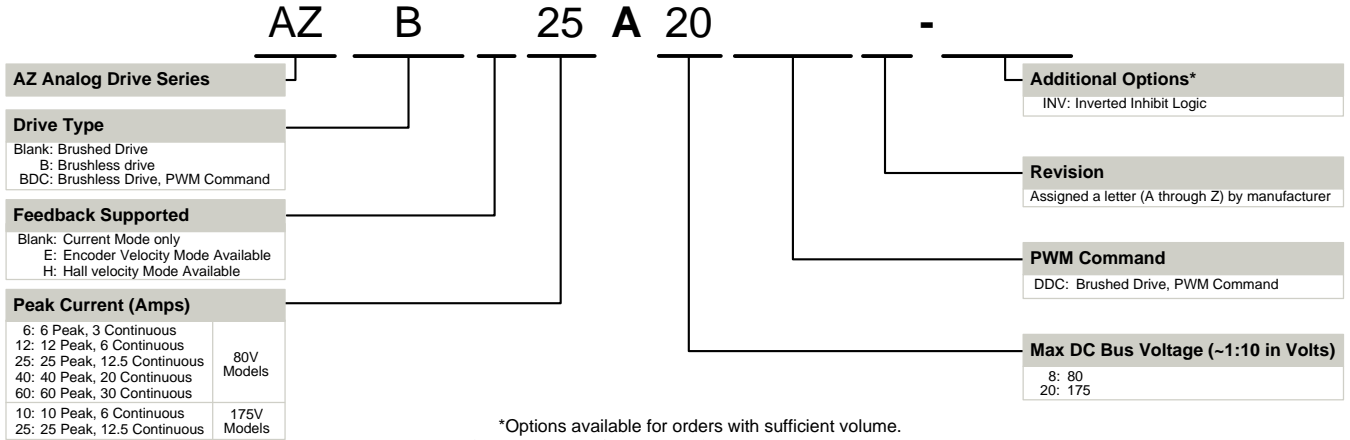 AZ B 25 A 20 -
AZ Analog Drive Series
Drive Type
Blank: Brushed Drive
B: Brushless drive
BDC: Brushless Drive, PWM Command
Feedback Supported
Blank: Current Mode only
E: Encoder Velocity Mode Available
H: Hall velocity Mode Available
Peak Current (Amps)
6: 6 Peak, 3 Continuous
12: 12 Peak, 6 Continuous
25: 25 Peak, 12.5 Continuous
40: 40 Peak, 20 Continuous
60: 60 Peak, 30 Continuous
80V
Models
10: 10 Peak, 6 Continuous
25: 25 Peak, 12.5 Continuous
175V
Models
Additional Options*
INV: Inverted Inhibit Logic
Revision
Assigned a letter (A through Z) by manufacturer
PWM Command
DDC: Brushed Drive, PWM Command
Max DC Bus Voltage (~1:10 in Volts)
8: 80
20: 175
*Options available for orders with sufficient volume.